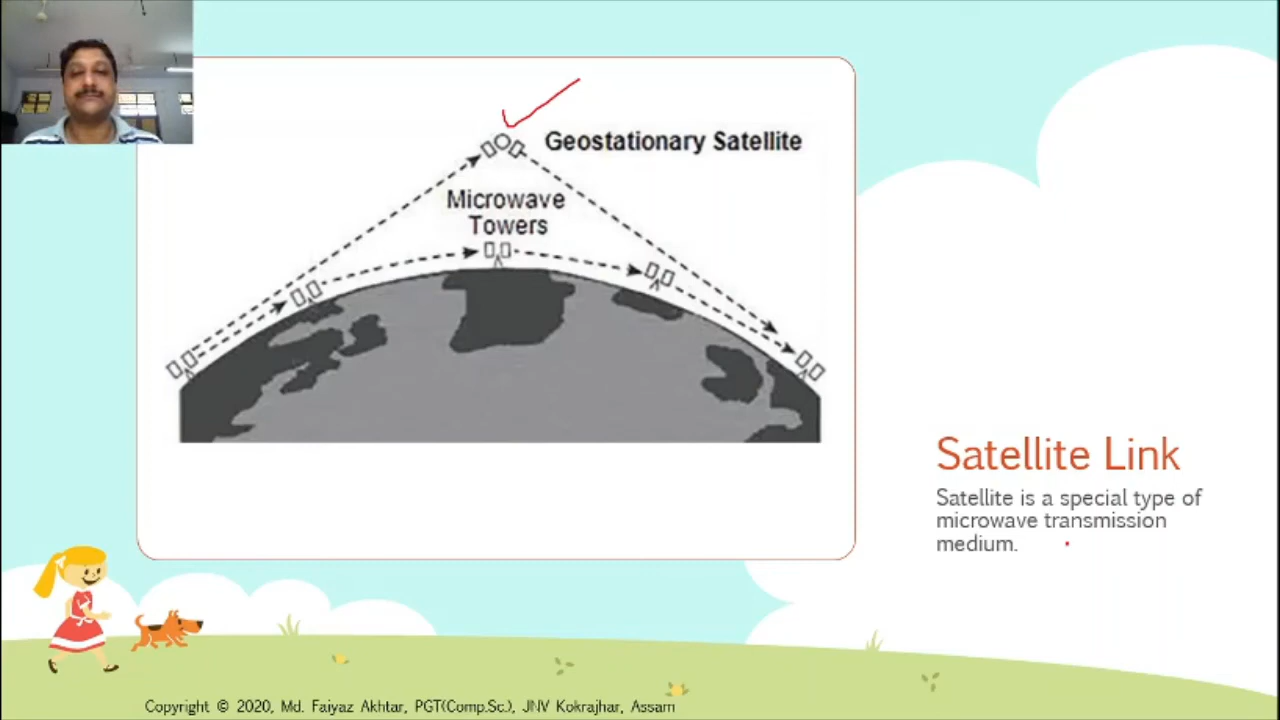 Geostationary Satellite
Microwave
Towers
Satellite Link
Satellite is a special type of
microwave transmission
medium.
Copyright © 2020, Md. Faiyaz Akhtar, PGT(Comp.Sc.), JNV Kokrajhar, Assam